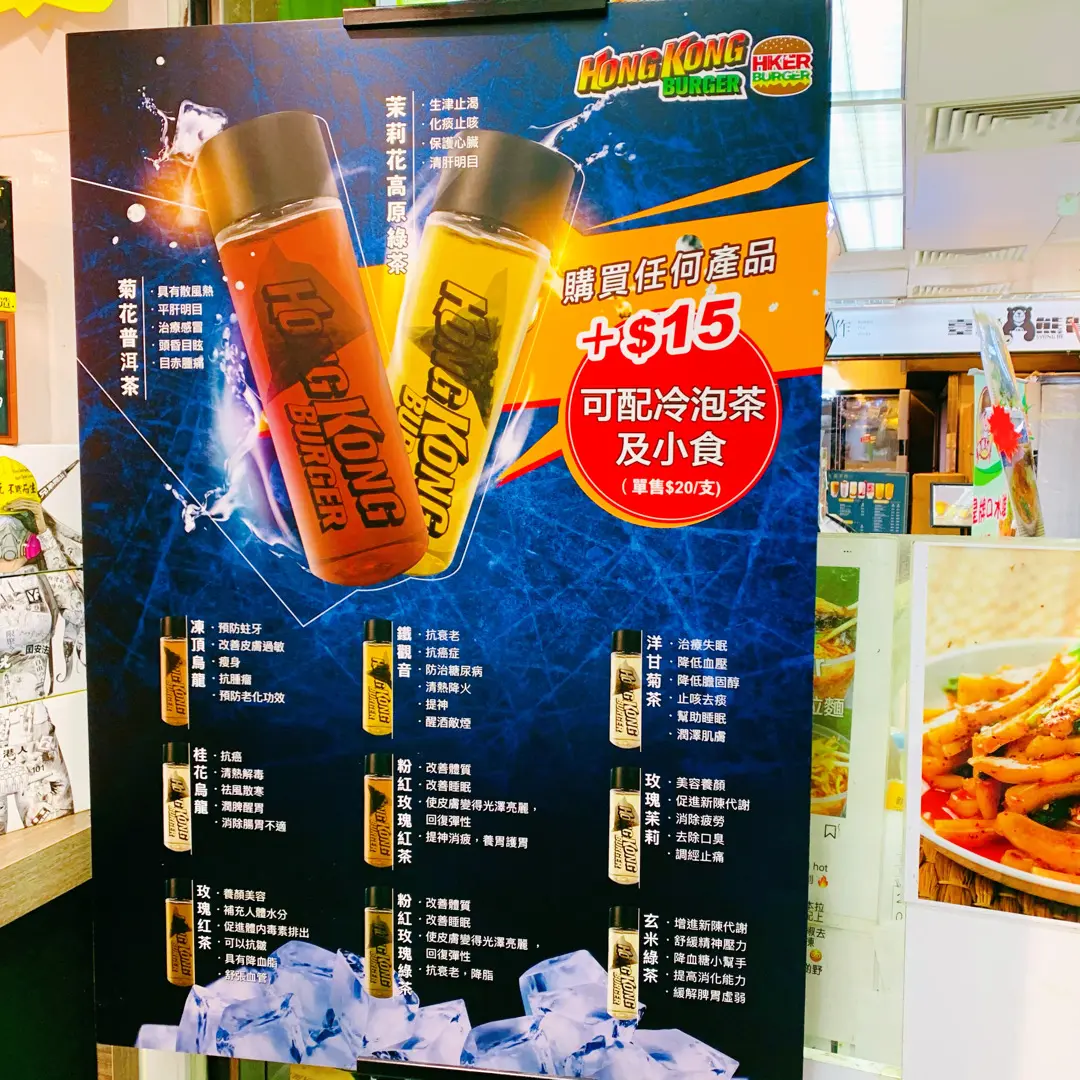 HONG KONG
BURGER
HIKER
BURGER
茉莉花高原綠茶
·生津止渴
·化痰止咳
·保護心臟
·清肝明目
菊花普洱茶
·具有散風熱
·平肝明目
·治療感冒
·頭昏目眩
·目赤腫痛
HONG KONG
BURGER
HONG KONG
購買任何產品
+$15
可配冷泡茶
及小食
(單售$20/支)
凍頂烏龍
·預防蛀牙
·改善皮膚過敏
·瘦身
·抗腫瘤
·預防老化功效
鐵觀音
·抗衰老
·抗癌症
·防治糖尿病
·清熱降火
·提神
·醒酒敵煙
洋甘菊茶
·治療失眠
·降低血壓
·降低膽固醇
·止咳去痰
·幫助睡眠
·潤澤肌膚
桂花烏龍
·抗癌
·清熱解毒
·祛風散寒
·潤脾醒胃
·消除腸胃不適
粉紅玫瑰紅茶
·改善體質
·改善睡眠
·使皮膚變得光澤亮麗，
回復彈性
·提神消疲，養胃護胃
玫瑰茉莉
·美容養顏
·促進新陳代謝
·消除疲勞
·去除口臭
·調經止痛
玫瑰紅茶
·養顏美容
·補充人體水分
·促進體內毒素排出
·可以抗皺
·具有降血脂
·舒張血管
粉紅玫瑰綠茶
·改善體質
·改善睡眠
·使皮膚變得光澤亮麗，
回復彈性
·抗衰老，降脂
玄米綠茶
·增進新陳代謝
·舒緩精神壓力
·降血糖小幫手
·提高消化能力
·緩解脾胃虛弱
拉麵
hot
港人
101